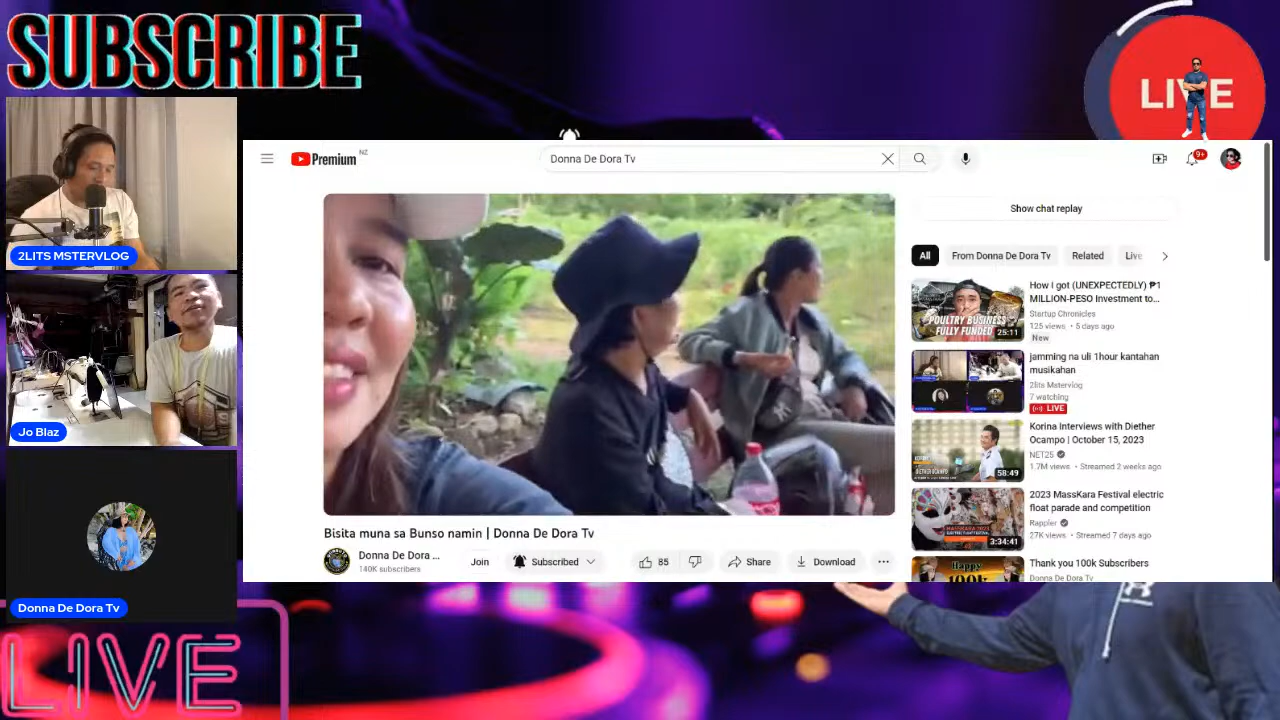 SUBSCRIBE
LIVE
2LITS MSTERVLOG
Jo Blaz
Donna De Dora Tv
LIVE
Premium NZ
Donna De Dora Tv
9+
Bisita muna sa Bunso namin | Donna De Dora Tv
Donna De Dora ...
140K subscribers
Join
Subscribed
85
Share
Download
Show chat replay
All
From Donna De Dora Tv
Related
Live
POULTRY BUSINESS
FULLY FUNDED
25:11
How I got (UNEXPECTEDLY) ₱1
MILLION-PESO Investment to...
Startup Chronicles
125 views • 5 days ago
New
jamming na uli 1hour kantahan
musikahan
2lits Mstervlog
7 watching
LIVE
58:49
Korina Interviews with Diether
Ocampo | October 15, 2023
NET25
1.7M views • Streamed 2 weeks ago
3:34:41
2023 MassKara Festival electric
float parade and competition
Rappler
27K views • Streamed 7 days ago
Happy
100k
Thank you 100k Subscribers
Donna De Dora Tv